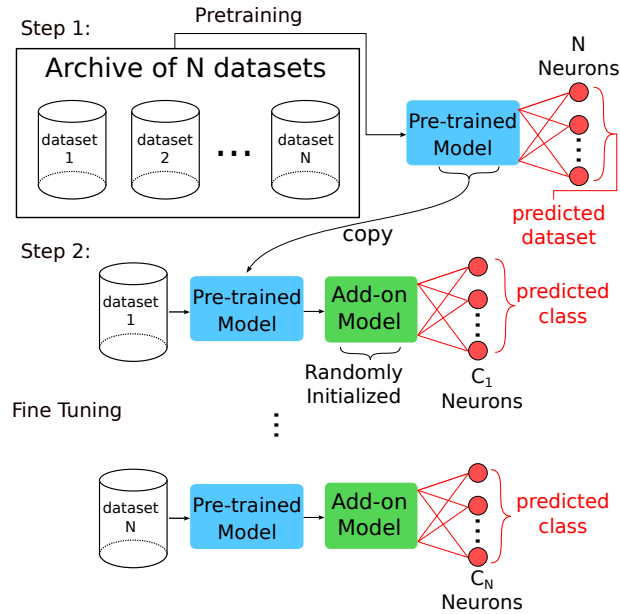 Step 1:
Pretraining
Archive of N datasets
dataset
1
dataset
2
...
dataset
N
Pre-trained
Model
N
Neurons
predicted
dataset
copy
Step 2:
dataset
1
Pre-trained
Model
Add-on
Model
predicted
class
Randomly
Initialized
C₁
Neurons
Fine Tuning
dataset
N
Pre-trained
Model
Add-on
Model
predicted
class
C_N
Neurons